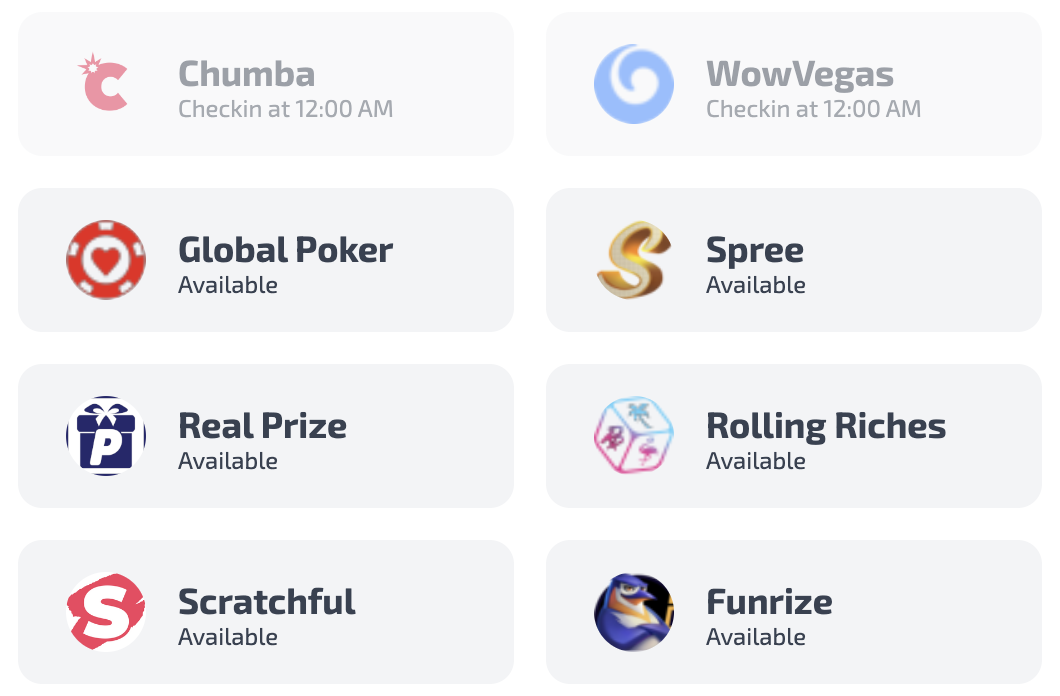 Chumba
Checkin at 12:00 AM
WowVegas
Checkin at 12:00 AM
Global Poker
Available
Spree
Available
P
Real Prize
Available
Rolling Riches
Available
S
Scratchful
Available
Funrize
Available